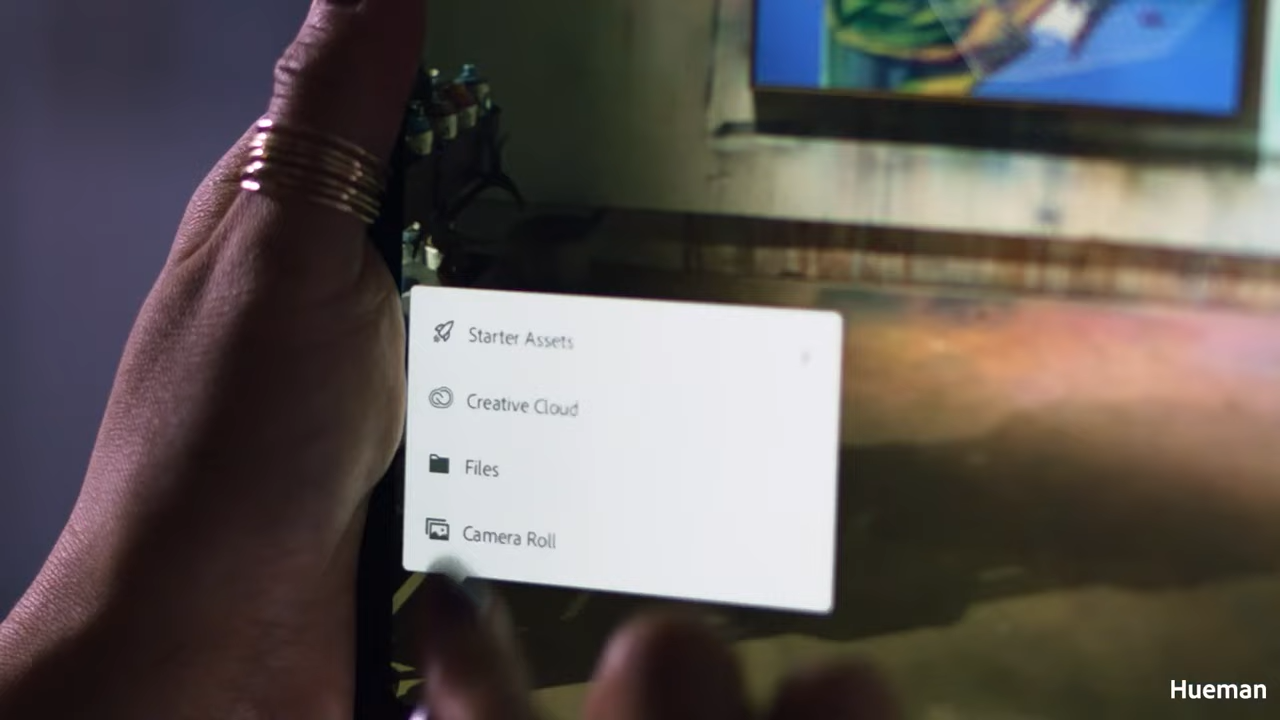 Starter Assets
Creative Cloud
Files
Camera Roll
Hueman